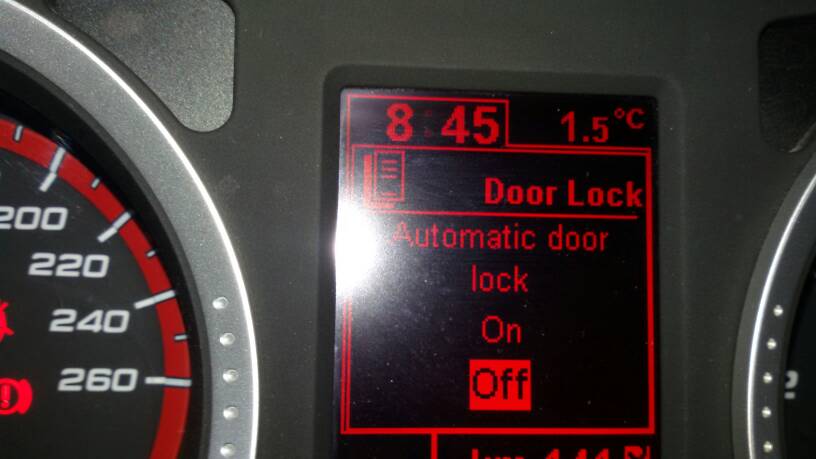 8:45 1.5°C
Door Lock
Automatic door
lock
On
Off
200
220
240
260